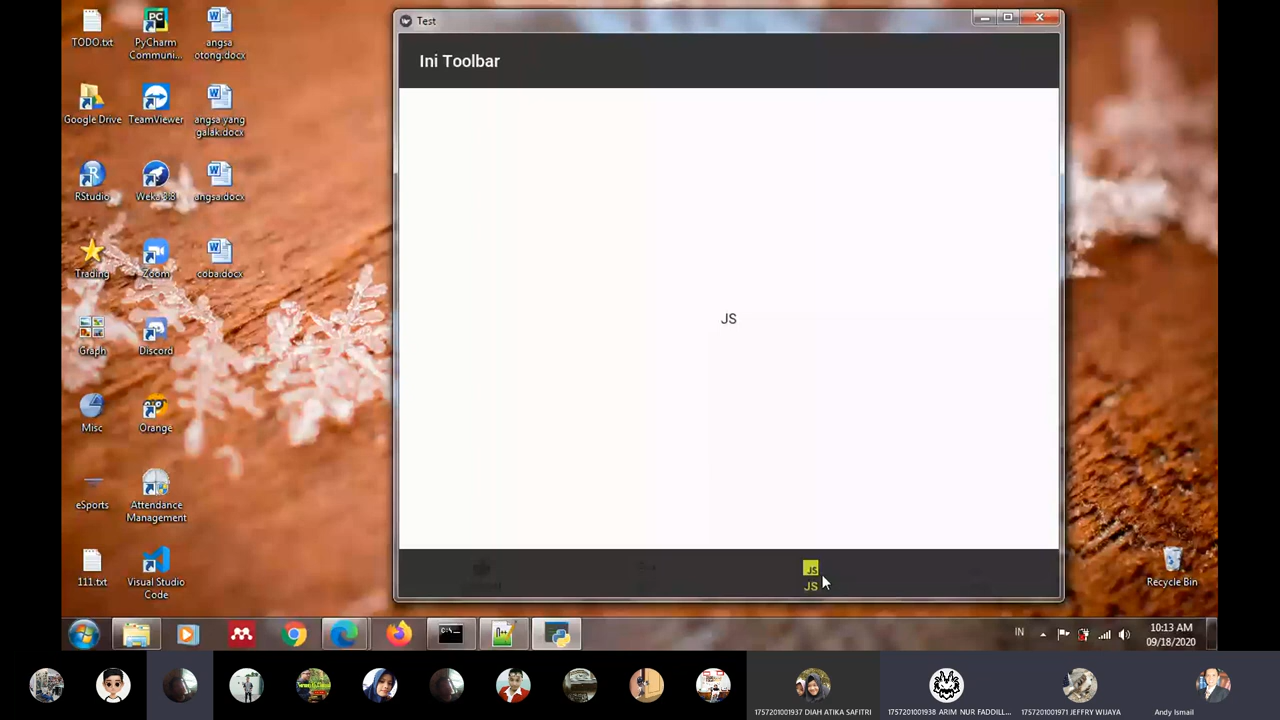 Test
Ini Toolbar
JS
JS
JS
TODO.txt
PyCharm
Communi...
angsa
otong.docx
Google Drive
TeamViewer
angsa yang
galak.docx
RStudio
Weka 3.8
angsa.docx
Trading
Zoom
coba.docx
Graph
Discord
Misc
Orange
eSports
Attendance
Management
111.txt
Visual Studio
Code
Recycle Bin
IN
10:13 AM
09/18/2020
1757201001937 DIAH ATIKA SAFITRI
1757201001938 ARIM NUR FADDILL...
1757201001971 JEFFRY WIJAYA
Andy Ismail